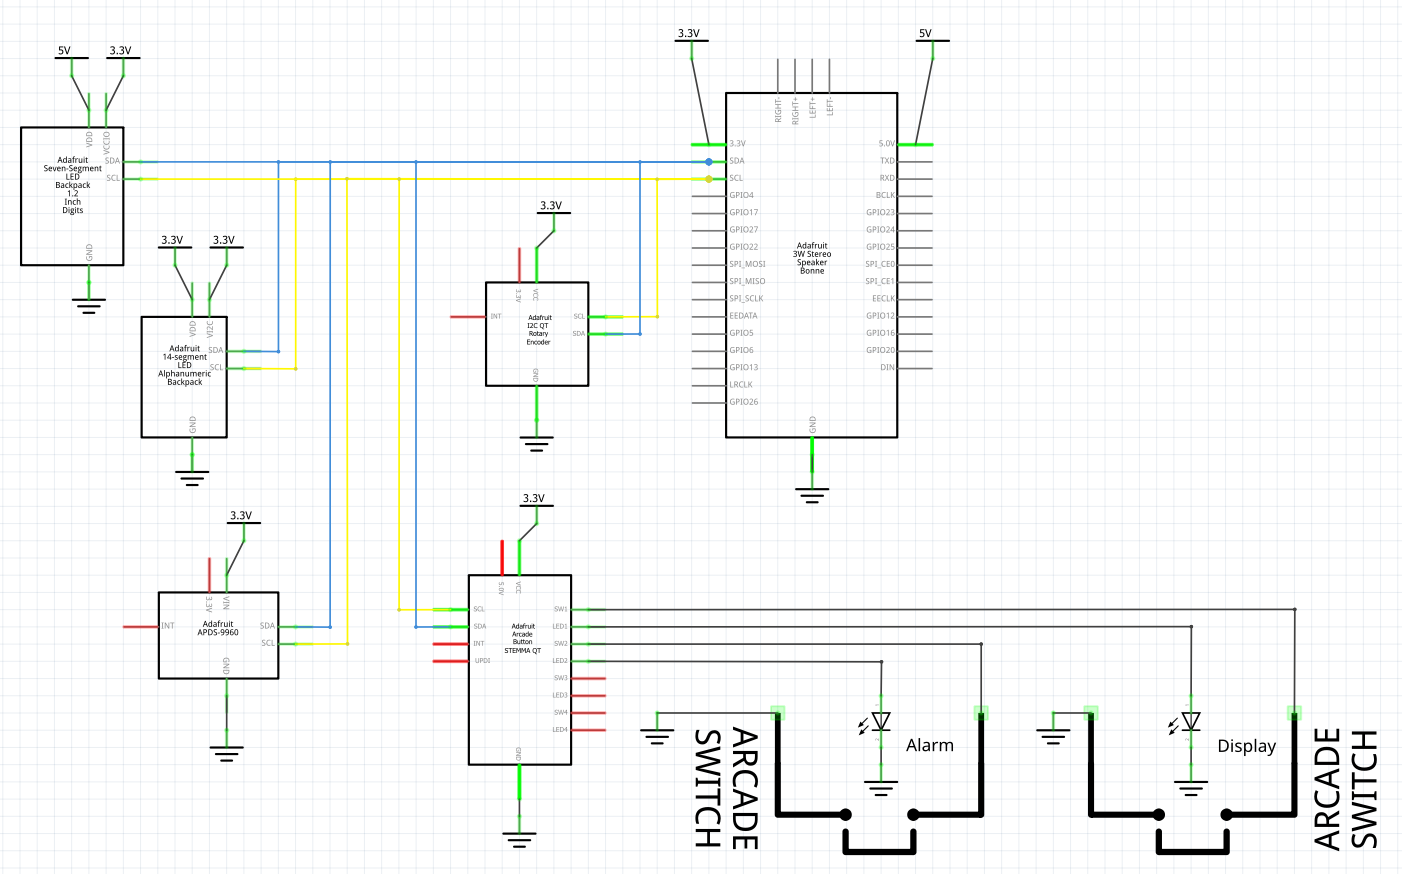 5V
3.3V
VDD
VCCIO
Adafruit
Seven-Segment
LED
Backpack
1.2
Inch
Digits
SDA
SCL
GND
3.3V
3.3V
VDD
VI2C
Adafruit
14-segment
LED
Alphanumeric
Backpack
SDA
SCL
GND
3.3V
3.3V
VIN
INT
Adafruit
APDS-9960
SDA
SCL
GND
3.3V
3.3V
VCC
INT
Adafruit
I2C QT
Rotary
Encoder
SCL
SDA
GND
3.3V
5.0V
VCC
SCL
SDA
INT
UPDI
Adafruit
Arcade
Button
STEMMA QT
SW1
LED1
SW2
LED2
SW3
LED3
SW4
LED4
GND
3.3V
5V
RIGHT-
RIGHT+
LEFT+
LEFT-
3.3V
SDA
SCL
GPIO4
GPIO17
GPIO27
GPIO22
SPI_MOSI
SPI_MISO
SPI_SCLK
EEDATA
GPIO5
GPIO6
GPIO13
LRCLK
GPIO26
Adafruit
3W Stereo
Speaker
Bonne
5.0V
TXD
RXD
BCLK
GPIO23
GPIO24
GPIO25
SPI_CE0
SPI_CE1
EECLK
GPIO12
GPIO16
GPIO20
DIN
GND
ARCADE
SWITCH
1
2
Alarm
1
2
Display
ARCADE
SWITCH